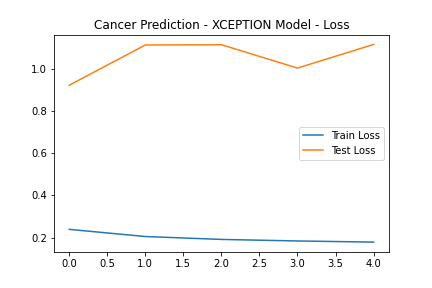 Cancer Prediction - XCEPTION Model - Loss
1.0
0.8
0.6
0.4
0.2
Train Loss
Test Loss
0.0 0.5 1.0 1.5 2.0 2.5 3.0 3.5 4.0